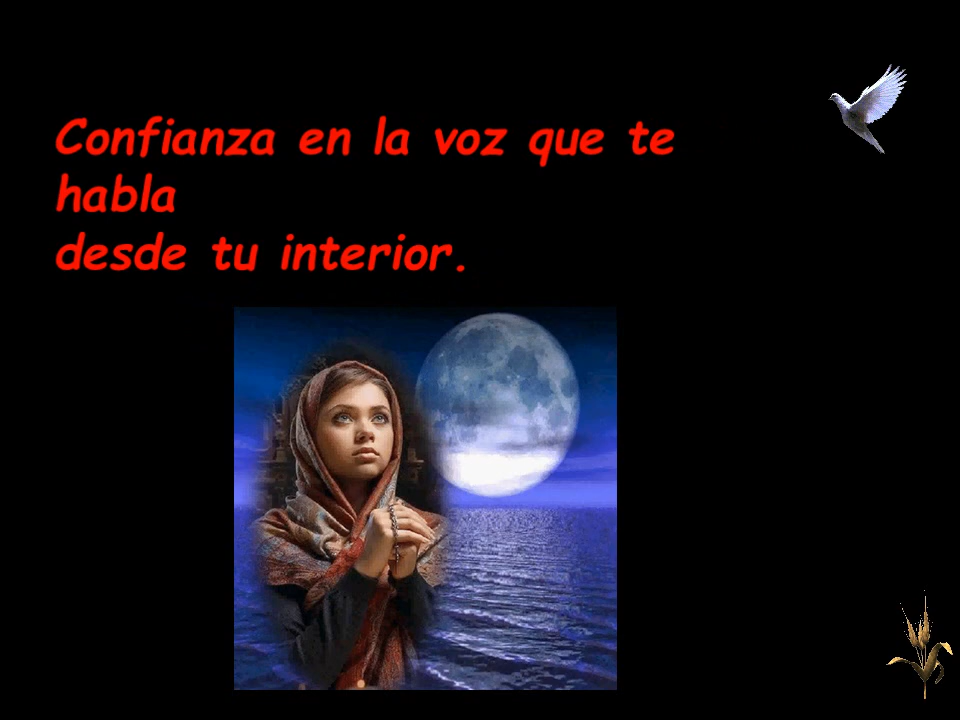 Confianza en la voz que te
habla
desde tu interior.